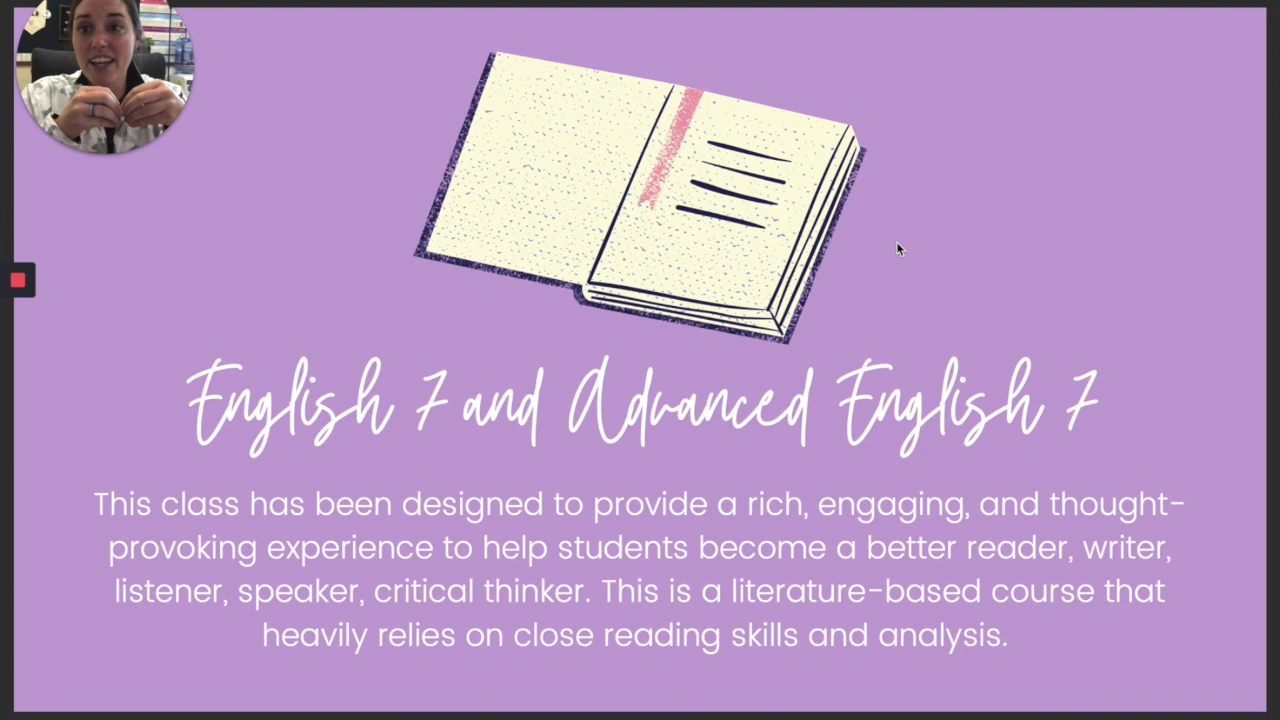 English 7 and Advanced English 7
This class has been designed to provide a rich, engaging, and thought-
provoking experience to help students become a better reader, writer,
listener, speaker, critical thinker. This is a literature-based course that
heavily relies on close reading skills and analysis.